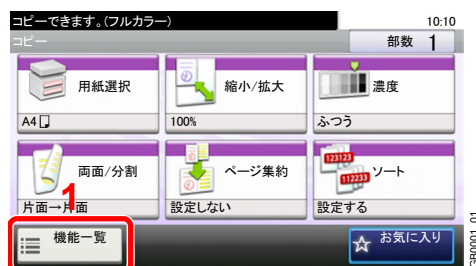 コピーできます。(フルカラー)
10:10
コピー
部数 1
用紙選択
A4
縮小/拡大
100%
濃度
ふつう
両面/分割
片面→片面
ページ集約
設定しない
123123
112233
ソート
設定する
1
機能一覧
お気に入り